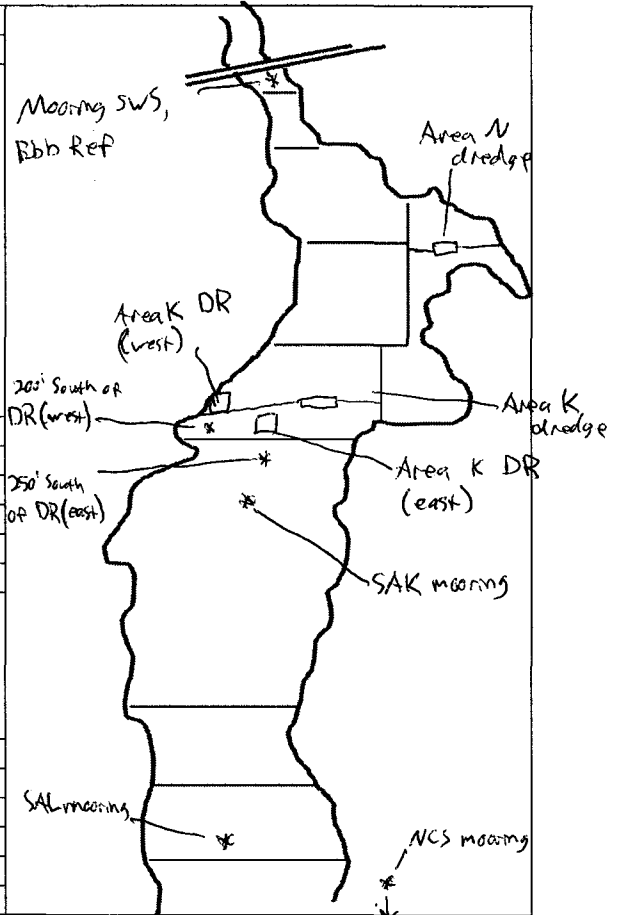 Mooring SWS,
Bbb Ref
Area N
dredge
Area K DR
(west)
200' South of
DR (west)
Area K
dredge
Area K DR
(east)
250' South
of DR (east)
SAK mooring
SAL mooring
NCS mooring